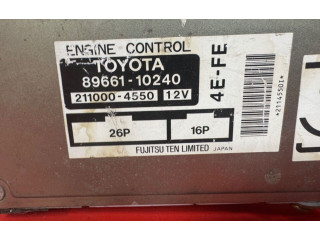 ENGINE CONTROL
TOYOTA
89661-10240
211000-4550 12V
4E-FE
26P
16P
FUJITSU TEN LIMITED JAPAN